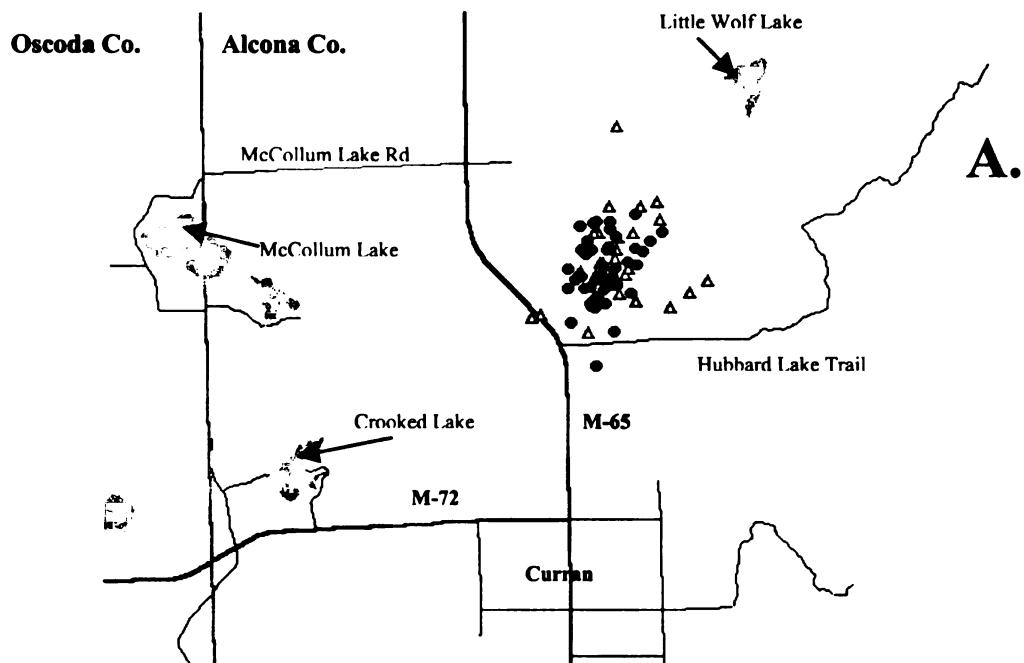 Little Wolf Lake
Oscoda Co.
Alcona Co.
McCollum Lake Rd
A.
McCollum Lake
Hubbard Lake Trail
Crooked Lake
M-65
M-72
Curran